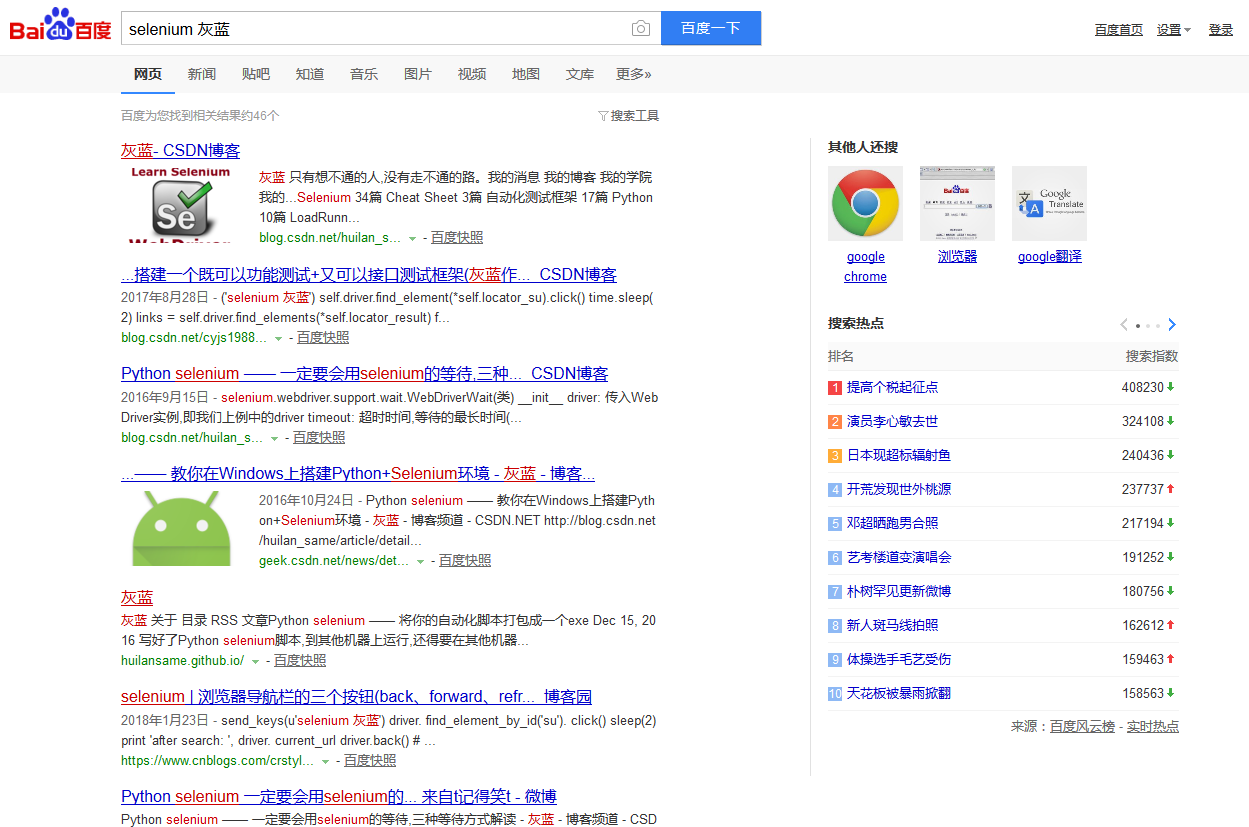 Bai du 百度
selenium 灰蓝
百度一下
百度首页 设置 登录
网页 新闻 贴吧 知道 音乐 图片 视频 地图 文库 更多»
百度为您找到相关结果约46个
搜索工具
灰蓝- CSDN博客
Learn Selenium
Se
WebDriver
灰蓝 只有想不通的人,没有走不通的路。我的消息 我的博客 我的学院
我的...Selenium 34篇 Cheat Sheet 3篇 自动化测试框架 17篇 Python
10篇 LoadRunn...
blog.csdn.net/huilan_s... - 百度快照
...搭建一个既可以功能测试+又可以接口测试框架(灰蓝作... CSDN博客
2017年8月28日 - ('selenium 灰蓝') self.driver.find_element(*self.locator_su).click() time.sleep(
2) links = self.driver.find_elements(*self.locator_result) f...
blog.csdn.net/cyjs1988... - 百度快照
Python selenium —— 一定要会用selenium的等待,三种... CSDN博客
2016年9月15日 - selenium.webdriver.support.wait.WebDriverWait(类) __init__ driver: 传入Web
Driver实例,即我们上例中的driver timeout: 超时时间,等待的最长时间(...
blog.csdn.net/huilan_s... - 百度快照
...—— 教你在Windows上搭建Python+Selenium环境 - 灰蓝 - 博客...
2016年10月24日 - Python selenium —— 教你在Windows上搭建Pyth
on+Selenium环境 - 灰蓝 - 博客频道 - CSDN.NET http://blog.csdn.net
/huilan_same/article/detail...
geek.csdn.net/news/det... - 百度快照
灰蓝
灰蓝 关于 目录 RSS 文章Python selenium —— 将你的自动化脚本打包成一个exe Dec 15, 20
16 写好了Python selenium脚本,到其他机器上运行,还得要在其他机器...
huilansame.github.io/ - 百度快照
selenium | 浏览器导航栏的三个按钮(back、forward、refr... 博客园
2018年1月23日 - send_keys(u'selenium 灰蓝') driver. find_element_by_id('su'). click() sleep(2)
print 'after search: ', driver. current_url driver.back() # ...
https://www.cnblogs.com/crstyl... - 百度快照
Python selenium 一定要会用selenium的... 来自t记得笑t - 微博
Python selenium —— 一定要会用selenium的等待,三种等待方式解读 - 灰蓝 - 博客频道 - CSD
其他人还搜
Google
Translate
google
chrome
浏览器
google翻译
搜索热点
排名 搜索指数
1 提高个税起征点 408230
2 演员李心敏去世 324108
3 日本现超标辐射鱼 240436
4 开荒发现世外桃源 237737
5 邓超晒跑男合照 217194
6 艺考楼道变演唱会 191252
7 朴树罕见更新微博 180756
8 新人斑马线拍照 162612
9 体操选手毛艺受伤 159463
10 天花板被暴雨掀翻 158563
来源：百度风云榜 - 实时热点